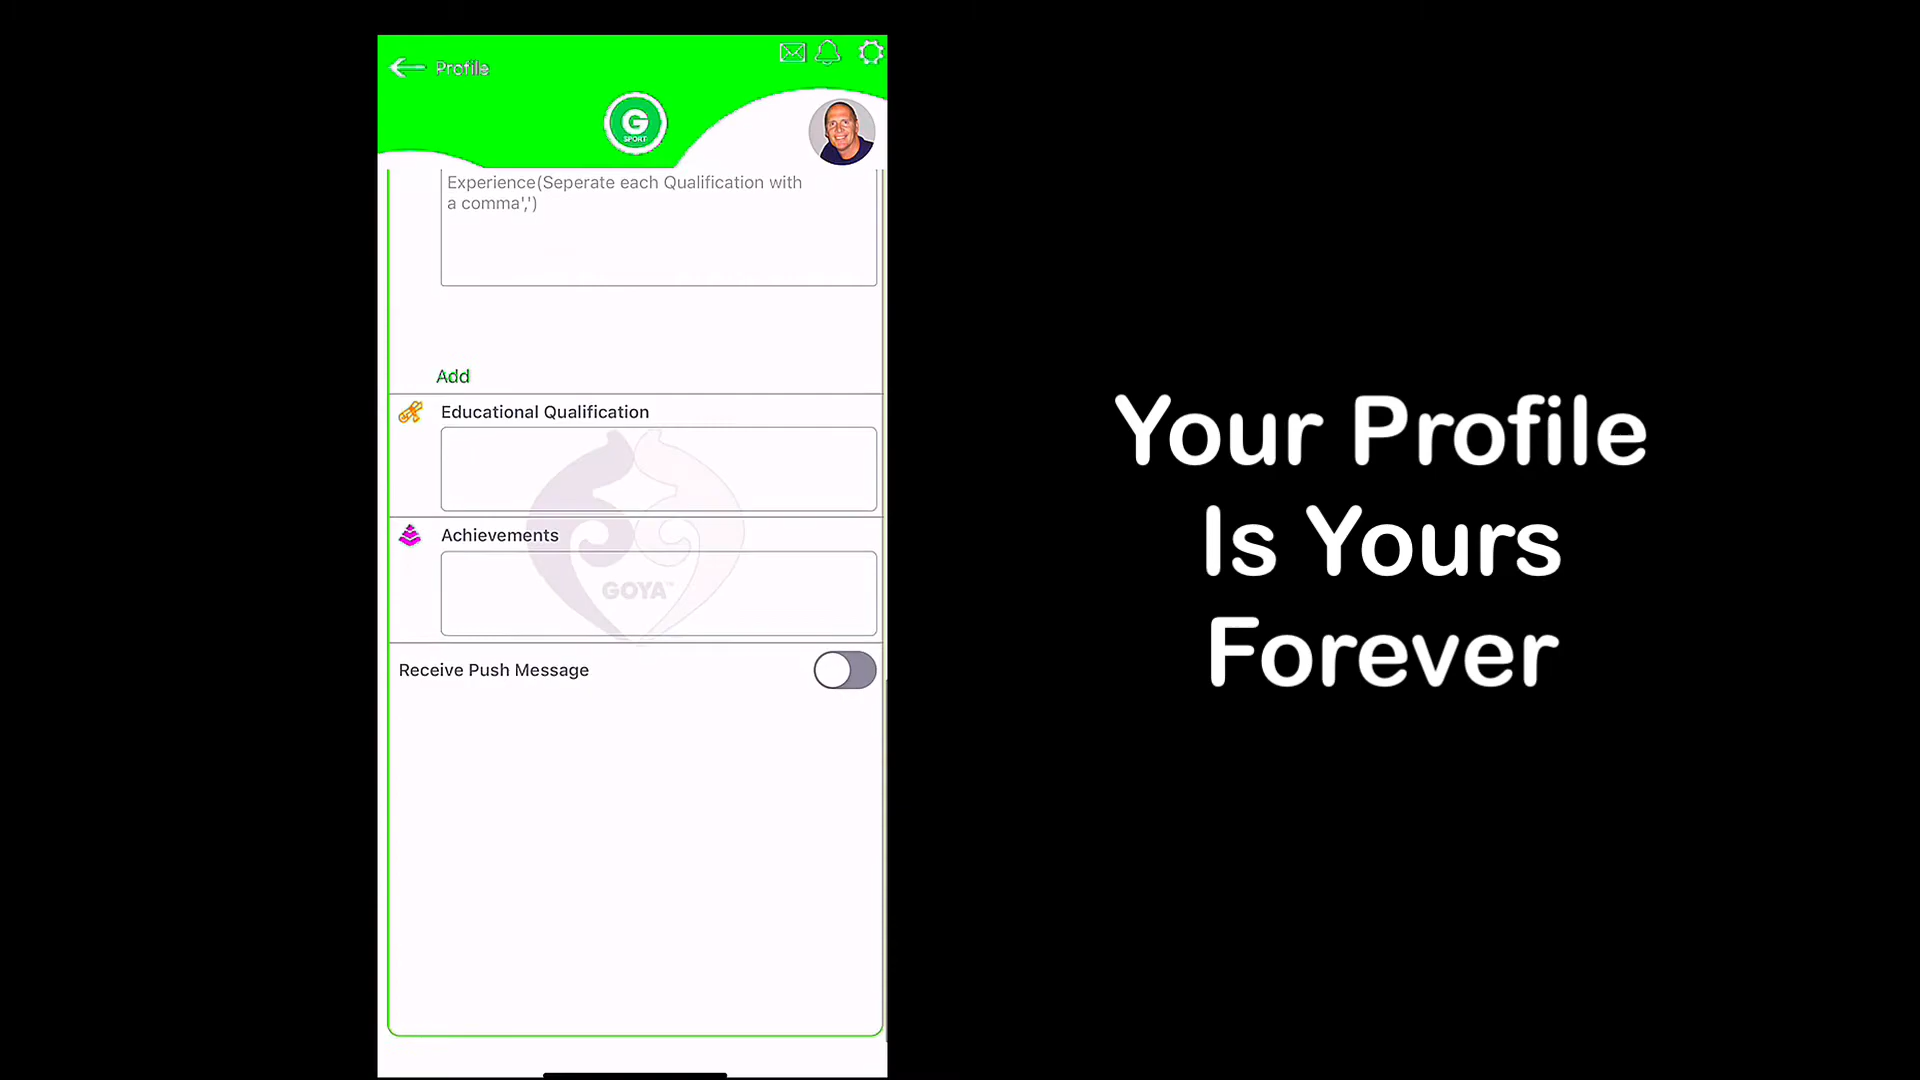 Profile
G
SPORT
Experience(Seperate each Qualification with
a comma',')
Add
Educational Qualification
Achievements
GOYA™
Receive Push Message
Your Profile
Is Yours
Forever